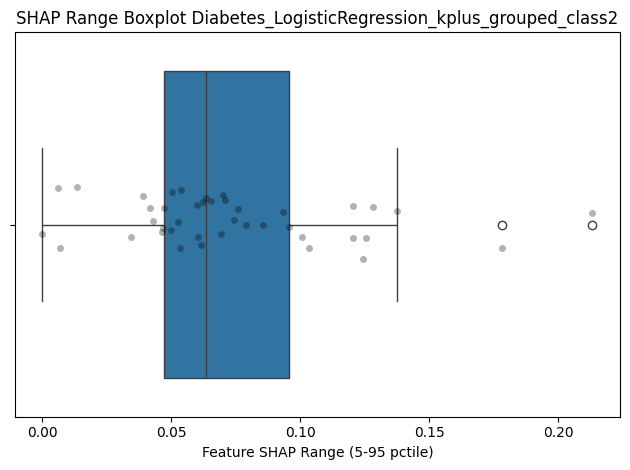 SHAP Range Boxplot Diabetes_LogisticRegression_kplus_grouped_class2
0.00 0.05 0.10 0.15 0.20
Feature SHAP Range (5-95 pctile)